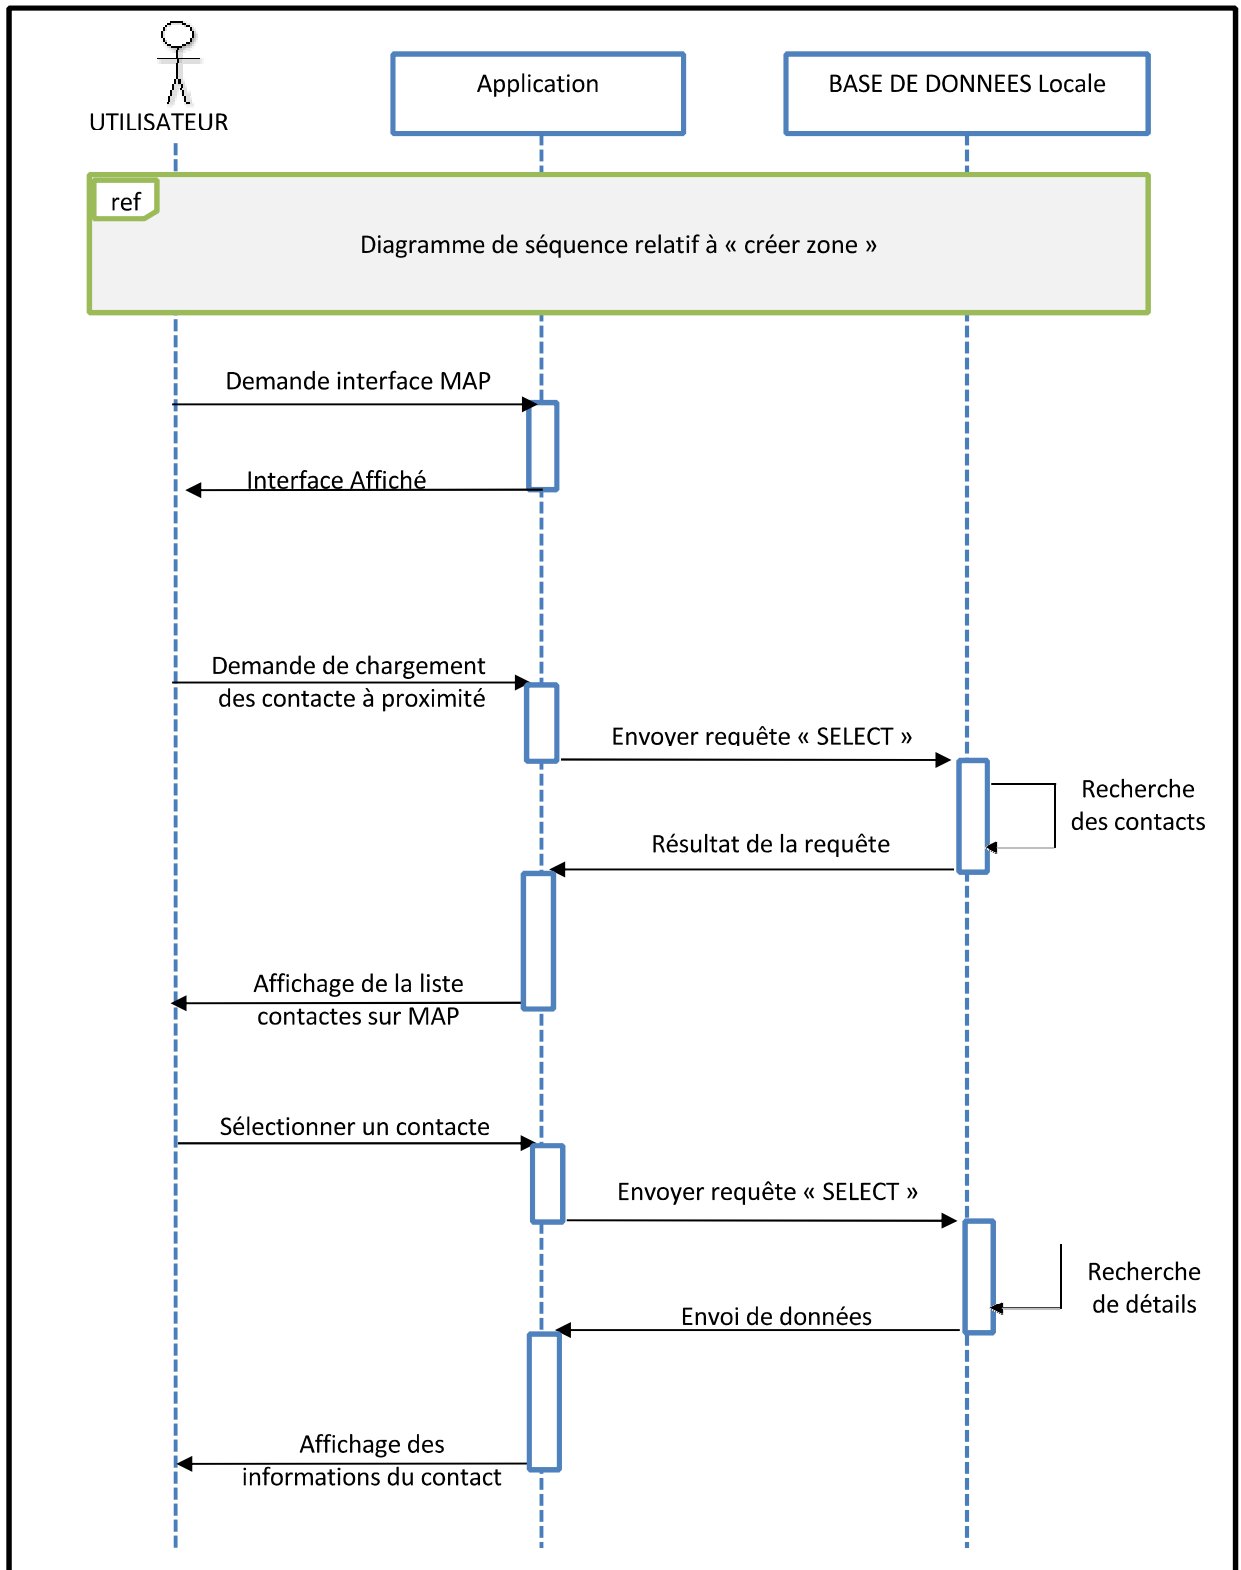 UTILISATEUR
Application
BASE DE DONNEES Locale
ref
Diagramme de séquence relatif à « créer zone »
Demande interface MAP
Interface Affiché
Demande de chargement
des contacte à proximité
Envoyer requête « SELECT »
Recherche
des contacts
Résultat de la requête
Affichage de la liste
contactes sur MAP
Sélectionner un contacte
Envoyer requête « SELECT »
Recherche
de détails
Envoi de données
Affichage des
informations du contact